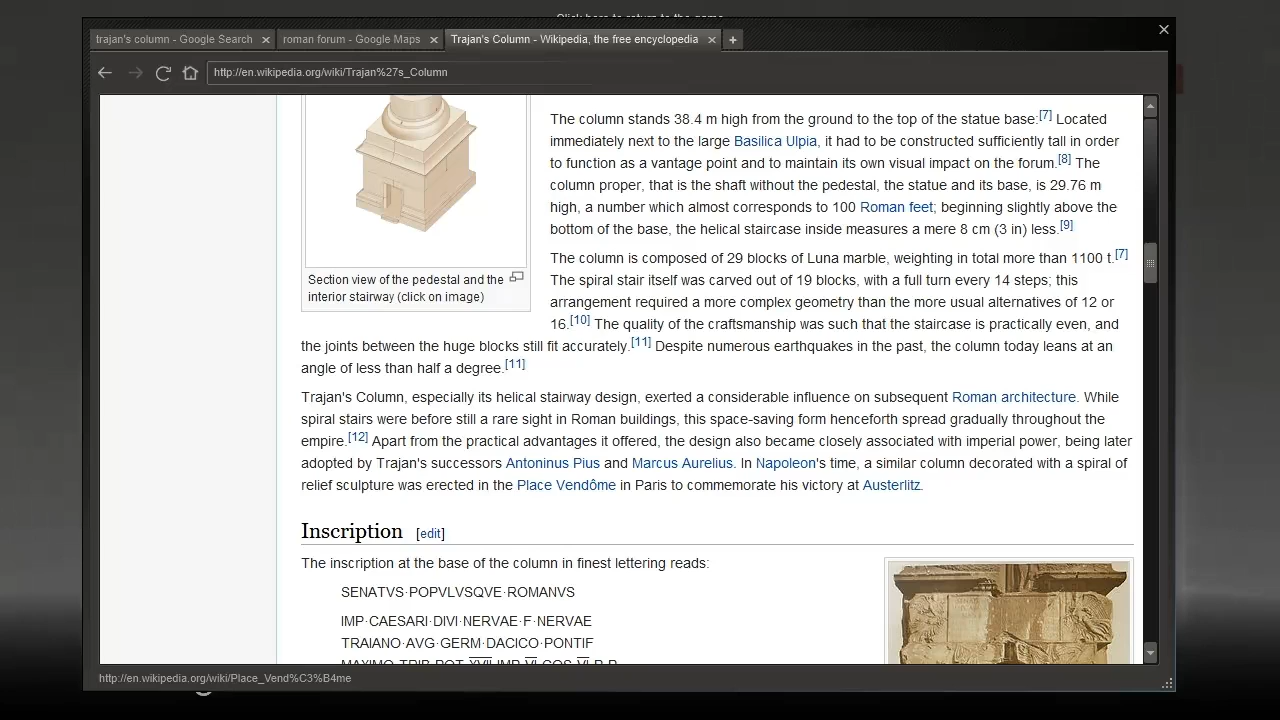 Click here to return to the game
trajan's column - Google Search
roman forum - Google Maps
Trajan's Column - Wikipedia, the free encyclopedia
http://en.wikipedia.org/wiki/Trajan%27s_Column
The column stands 38.4 m high from the ground to the top of the statue base:[7] Located
immediately next to the large Basilica Ulpia, it had to be constructed sufficiently tall in order
to function as a vantage point and to maintain its own visual impact on the forum.[8] The
column proper, that is the shaft without the pedestal, the statue and its base, is 29.76 m
high, a number which almost corresponds to 100 Roman feet; beginning slightly above the
bottom of the base, the helical staircase inside measures a mere 8 cm (3 in) less.[9]
Section view of the pedestal and the
interior stairway (click on image)
The column is composed of 29 blocks of Luna marble, weighting in total more than 1100 t.[7]
The spiral stair itself was carved out of 19 blocks, with a full turn every 14 steps; this
arrangement required a more complex geometry than the more usual alternatives of 12 or
16.[10] The quality of the craftsmanship was such that the staircase is practically even, and
the joints between the huge blocks still fit accurately.[11] Despite numerous earthquakes in the past, the column today leans at an
angle of less than half a degree.[11]
Trajan's Column, especially its helical stairway design, exerted a considerable influence on subsequent Roman architecture. While
spiral stairs were before still a rare sight in Roman buildings, this space-saving form henceforth spread gradually throughout the
empire.[12] Apart from the practical advantages it offered, the design also became closely associated with imperial power, being later
adopted by Trajan's successors Antoninus Pius and Marcus Aurelius. In Napoleon's time, a similar column decorated with a spiral of
relief sculpture was erected in the Place Vendôme in Paris to commemorate his victory at Austerlitz.
Inscription [edit]
The inscription at the base of the column in finest lettering reads:
SENATVS·POPVLVSQVE·ROMANVS
IMP·CAESARI·DIVI·NERVAE·F·NERVAE
TRAIANO·AVG·GERM·DACICO·PONTIF
MAXIMO·TRIB·POT·XVII·IMP·VI·COS·VI·P·P
http://en.wikipedia.org/wiki/Place_Vend%C3%B4me